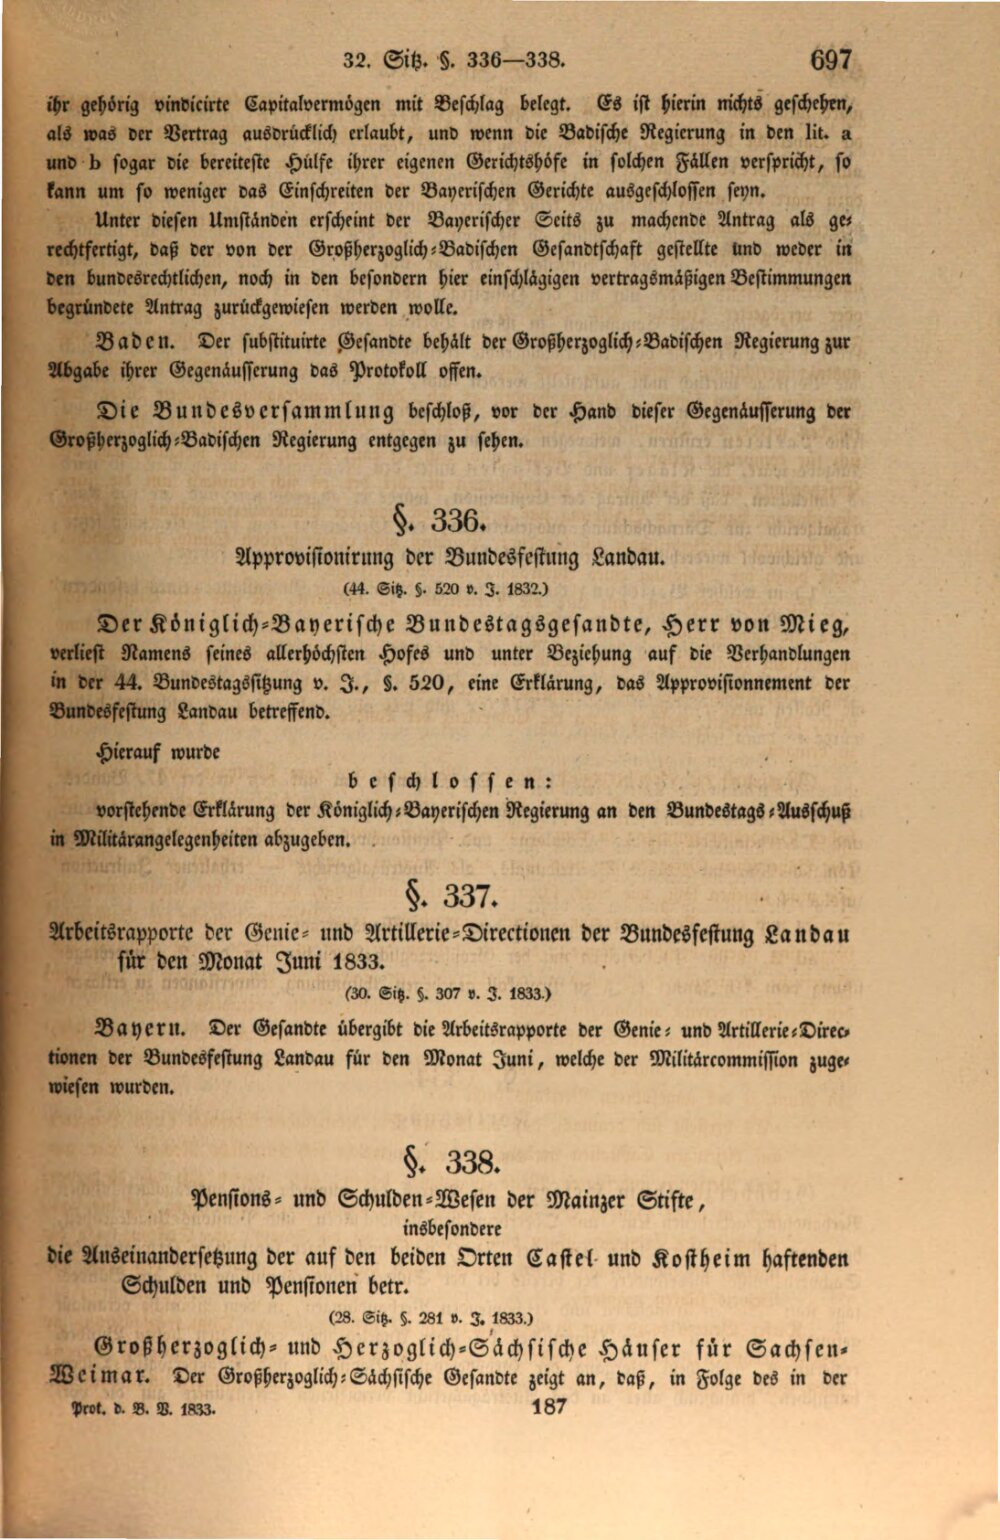 32. Sitz. §. 336—338. 697
ihr gehörig vindicirte Capitalvermögen mit Beschlag belegt. Es ist hierin nichts geschehen,
als was der Vertrag ausdrücklich erlaubt, und wenn die Badische Regierung in den lit. a
und b sogar die bereiteste Hülfe ihrer eigenen Gerichtshöfe in solchen Fällen verspricht, so
kann um so weniger das Einschreiten der Bayerischen Gerichte ausgeschlossen seyn.
Unter diesen Umständen erscheint der Bayerischer Seits zu machende Antrag als ge-
rechtfertigt, daß der von der Großherzoglich-Badischen Gesandtschaft gestellte und weder in
den bundesrechtlichen, noch in den besondern hier einschlägigen vertragsmäßigen Bestimmungen
begründete Antrag zurückgewiesen werden wolle.
Baden. Der substituirte Gesandte behält der Großherzoglich-Badischen Regierung zur
Abgabe ihrer Gegenäusserung das Protokoll offen.
Die Bundesversammlung beschloß, vor der Hand dieser Gegenäusserung der
Großherzoglich-Badischen Regierung entgegen zu sehen.
§. 336.
Approvisionirung der Bundesfestung Landau.
(44. Sitz. §. 520 v. J. 1832.)
Der Königlich-Bayerische Bundestagsgesandte, Herr von Mieg,
verliest Namens seines allerhöchsten Hofes und unter Beziehung auf die Verhandlungen
in der 44. Bundestagssitzung v. J., §. 520, eine Erklärung, das Approvisionnement der
Bundesfestung Landau betreffend.
Hierauf wurde
beschlossen:
vorstehende Erklärung der Königlich-Bayerischen Regierung an den Bundestags-Ausschuß
in Militärangelegenheiten abzugeben.
§. 337.
Arbeitsrapporte der Genie- und Artillerie-Directionen der Bundesfestung Landau
für den Monat Juni 1833.
(30. Sitz. §. 307 v. J. 1833.)
Bayern. Der Gesandte übergibt die Arbeitsrapporte der Genie- und Artillerie-Direc-
tionen der Bundesfestung Landau für den Monat Juni, welche der Militärcommission zuge-
wiesen wurden.
§. 338.
Pensions- und Schulden-Wesen der Mainzer Stifte,
insbesondere
die Auseinandersetzung der auf den beiden Orten Castel und Kostheim haftenden
Schulden und Pensionen betr.
(28. Sitz. §. 281 v. J. 1833.)
Großherzoglich- und Herzoglich-Sächsische Häuser für Sachsen-
Weimar. Der Großherzoglich-Sächsische Gesandte zeigt an, daß, in Folge des in der
Prot. d. B. V. 1833. 187